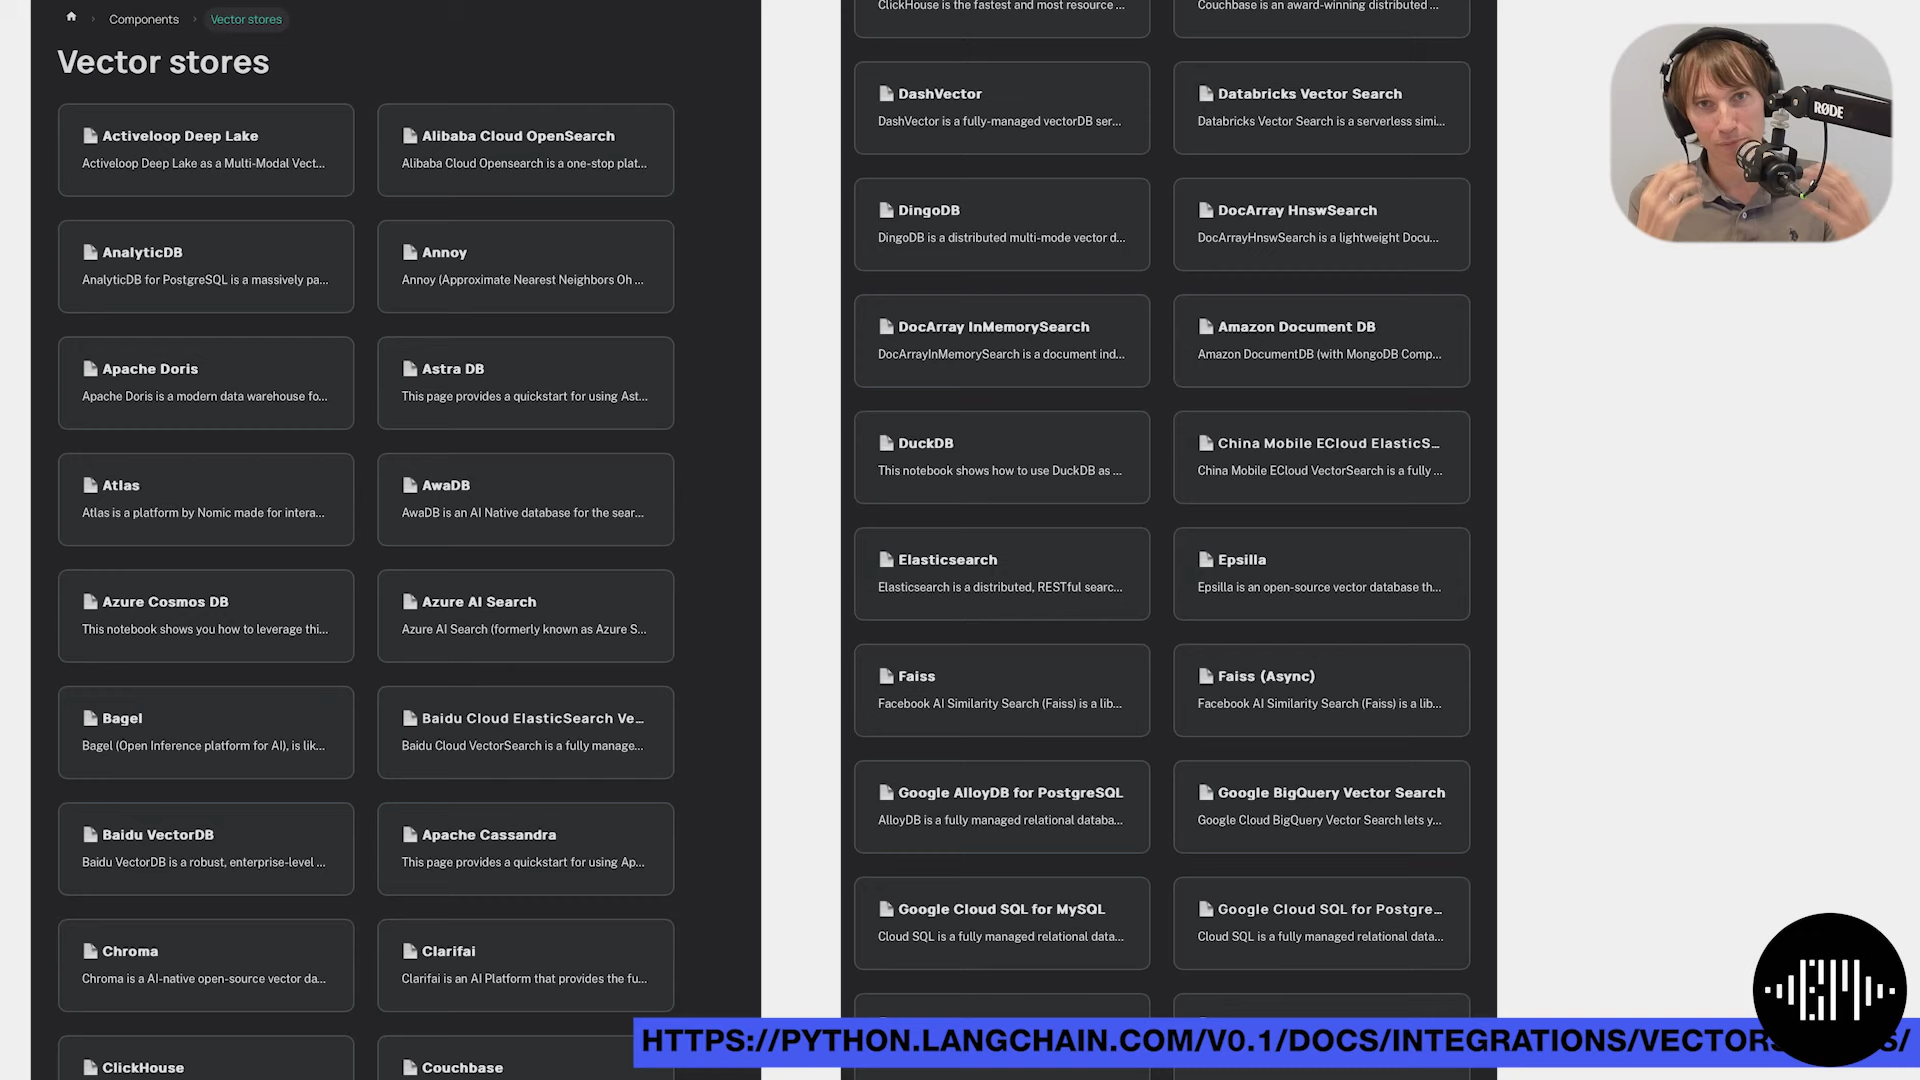 Components
Vector stores
Vector stores
Activeloop Deep Lake
Activeloop Deep Lake as a Multi-Modal Vect...
Alibaba Cloud OpenSearch
Alibaba Cloud Opensearch is a one-stop plat...
AnalyticDB
AnalyticDB for PostgreSQL is a massively pa...
Annoy
Annoy (Approximate Nearest Neighbors Oh ...
Apache Doris
Apache Doris is a modern data warehouse fo...
Astra DB
This page provides a quickstart for using Ast...
Atlas
Atlas is a platform by Nomic made for intera...
AwaDB
AwaDB is an AI Native database for the sear...
Azure Cosmos DB
This notebook shows you how to leverage thi...
Azure AI Search
Azure AI Search (formerly known as Azure S...
Bagel
Bagel (Open Inference platform for AI), is lik...
Baidu Cloud ElasticSearch Ve...
Baidu Cloud VectorSearch is a fully manage...
Baidu VectorDB
Baidu VectorDB is a robust, enterprise-level ...
Apache Cassandra
This page provides a quickstart for using Ap...
Chroma
Chroma is a AI-native open-source vector da...
Clarifai
Clarifai is an AI Platform that provides the fu...
ClickHouse
Couchbase
ClickHouse is the fastest and most resource ...
Couchbase is an award-winning distributed ...
DashVector
DashVector is a fully-managed vectorDB ser...
Databricks Vector Search
Databricks Vector Search is a serverless simi...
DingoDB
DingoDB is a distributed multi-mode vector d...
DocArray HnswSearch
DocArrayHnswSearch is a lightweight Docu...
DocArray InMemorySearch
DocArrayInMemorySearch is a document ind...
Amazon Document DB
Amazon DocumentDB (with MongoDB Comp...
DuckDB
This notebook shows how to use DuckDB as ...
China Mobile ECloud ElasticS...
China Mobile ECloud VectorSearch is a fully ...
Elasticsearch
Elasticsearch is a distributed, RESTful searc...
Epsilla
Epsilla is an open-source vector database th...
Faiss
Facebook AI Similarity Search (Faiss) is a lib...
Faiss (Async)
Facebook AI Similarity Search (Faiss) is a lib...
Google AlloyDB for PostgreSQL
AlloyDB is a fully managed relational databa...
Google BigQuery Vector Search
Google Cloud BigQuery Vector Search lets y...
Google Cloud SQL for MySQL
Cloud SQL is a fully managed relational data...
Google Cloud SQL for Postgre...
Cloud SQL is a fully managed relational data...
RØDE
HTTPS://PYTHON.LANGCHAIN.COM/V0.1/DOCS/INTEGRATIONS/VECTORS